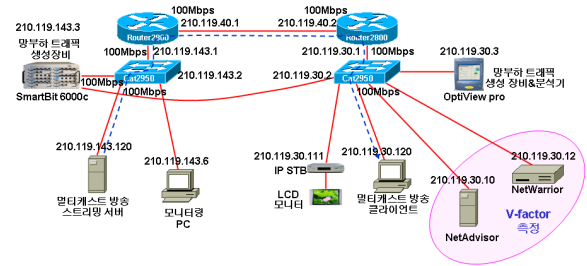 100Mbps
210.119.40.1
210.119.40.2
100Mbps
Router2900
Router2800
210.119.143.3
망부하 트래픽
생성장비
SmartBit 6000c
100Mbps
210.119.143.1
210.119.143.2
100Mbps
Cat2950
100Mbps
210.119.30.1
100Mbps
210.119.30.2
Cat2950
100Mbps
210.119.30.3
망부하 트래픽
생성 장비&분석기
OptiView pro
210.119.143.120
멀티캐스트 방송
스트리밍 서버
210.119.143.6
모니터링
PC
210.119.30.111
IP STB
LCD
모니터
210.119.30.120
멀티캐스트 방송
클라이언트
210.119.30.12
NetWarrior
210.119.30.10
NetAdvisor
V-factor
측정